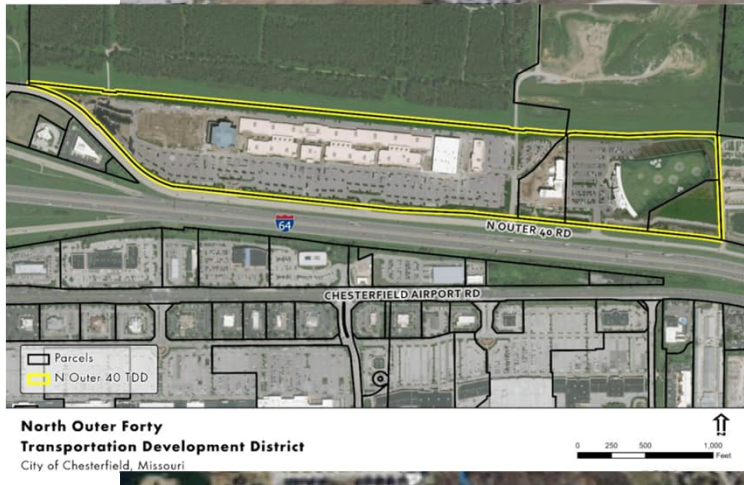 64
N OUTER 40 RD
CHESTERFIELD AIRPORT RD
Parcels
N Outer 40 TDD
North Outer Forty
Transportation Development District
City of Chesterfield, Missouri
0 250 500 1,000
Feet